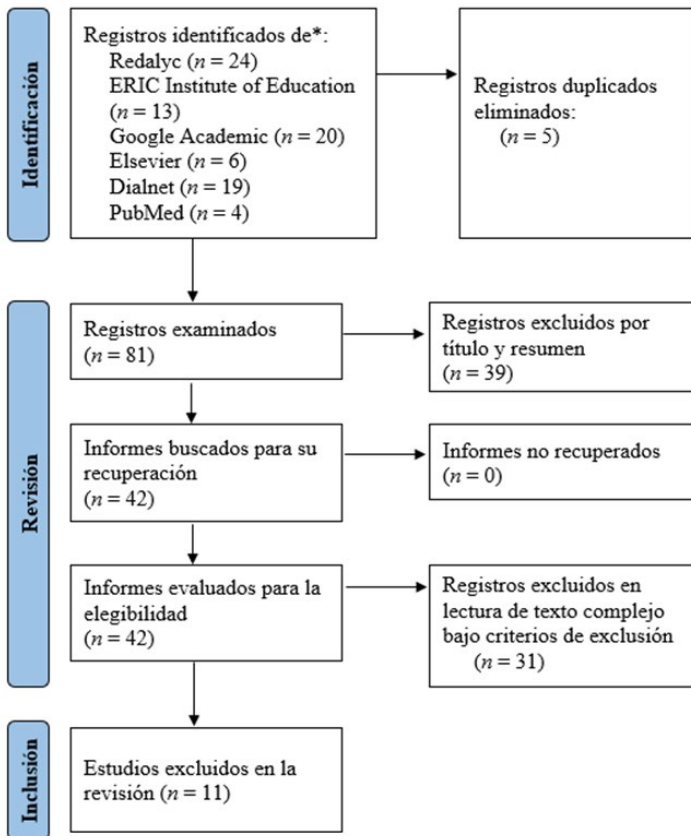 Identificación
Registros identificados de*:
Redalyc (n = 24)
ERIC Institute of Education
(n = 13)
Google Academic (n = 20)
Elsevier (n = 6)
Dialnet (n = 19)
PubMed (n = 4)
Registros duplicados
eliminados:
(n = 5)
Revisión
Registros examinados
(n = 81)
Registros excluidos por
título y resumen
(n = 39)
Informes buscados para su
recuperación
(n = 42)
Informes no recuperados
(n = 0)
Informes evaluados para la
elegibilidad
(n = 42)
Registros excluidos en
lectura de texto complejo
bajo criterios de exclusión
(n = 31)
Inclusión
Estudios excluidos en la
revisión (n = 11)